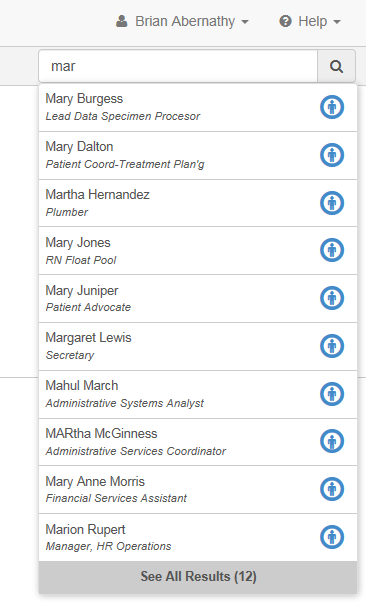 Brian Abernathy Help
mar
Mary Burgess
Lead Data Specimen Procesor
Mary Dalton
Patient Coord-Treatment Plan'g
Martha Hernandez
Plumber
Mary Jones
RN Float Pool
Mary Juniper
Patient Advocate
Margaret Lewis
Secretary
Mahul March
Administrative Systems Analyst
MARtha McGinness
Administrative Services Coordinator
Mary Anne Morris
Financial Services Assistant
Marion Rupert
Manager, HR Operations
See All Results (12)